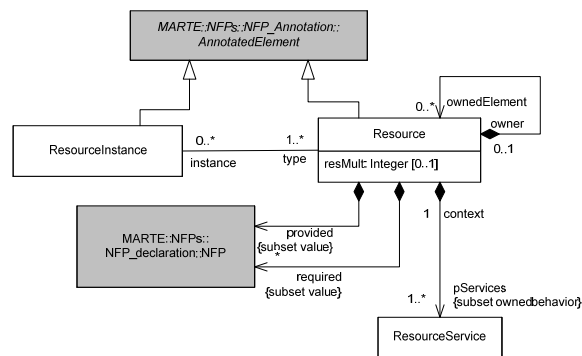 MARTE::NFPs::NFP_Annotation::
AnnotatedElement
0..*
ownedElement
owner
0..1
ResourceInstance
0..*
instance
1..*
type
Resource
resMult: Integer [0..1]
MARTE::NFPs::
NFP_declaration::NFP
provided
{subset value}
*
required
{subset value}
1
context
pServices
1..*
{subset ownedbehavior}
ResourceService